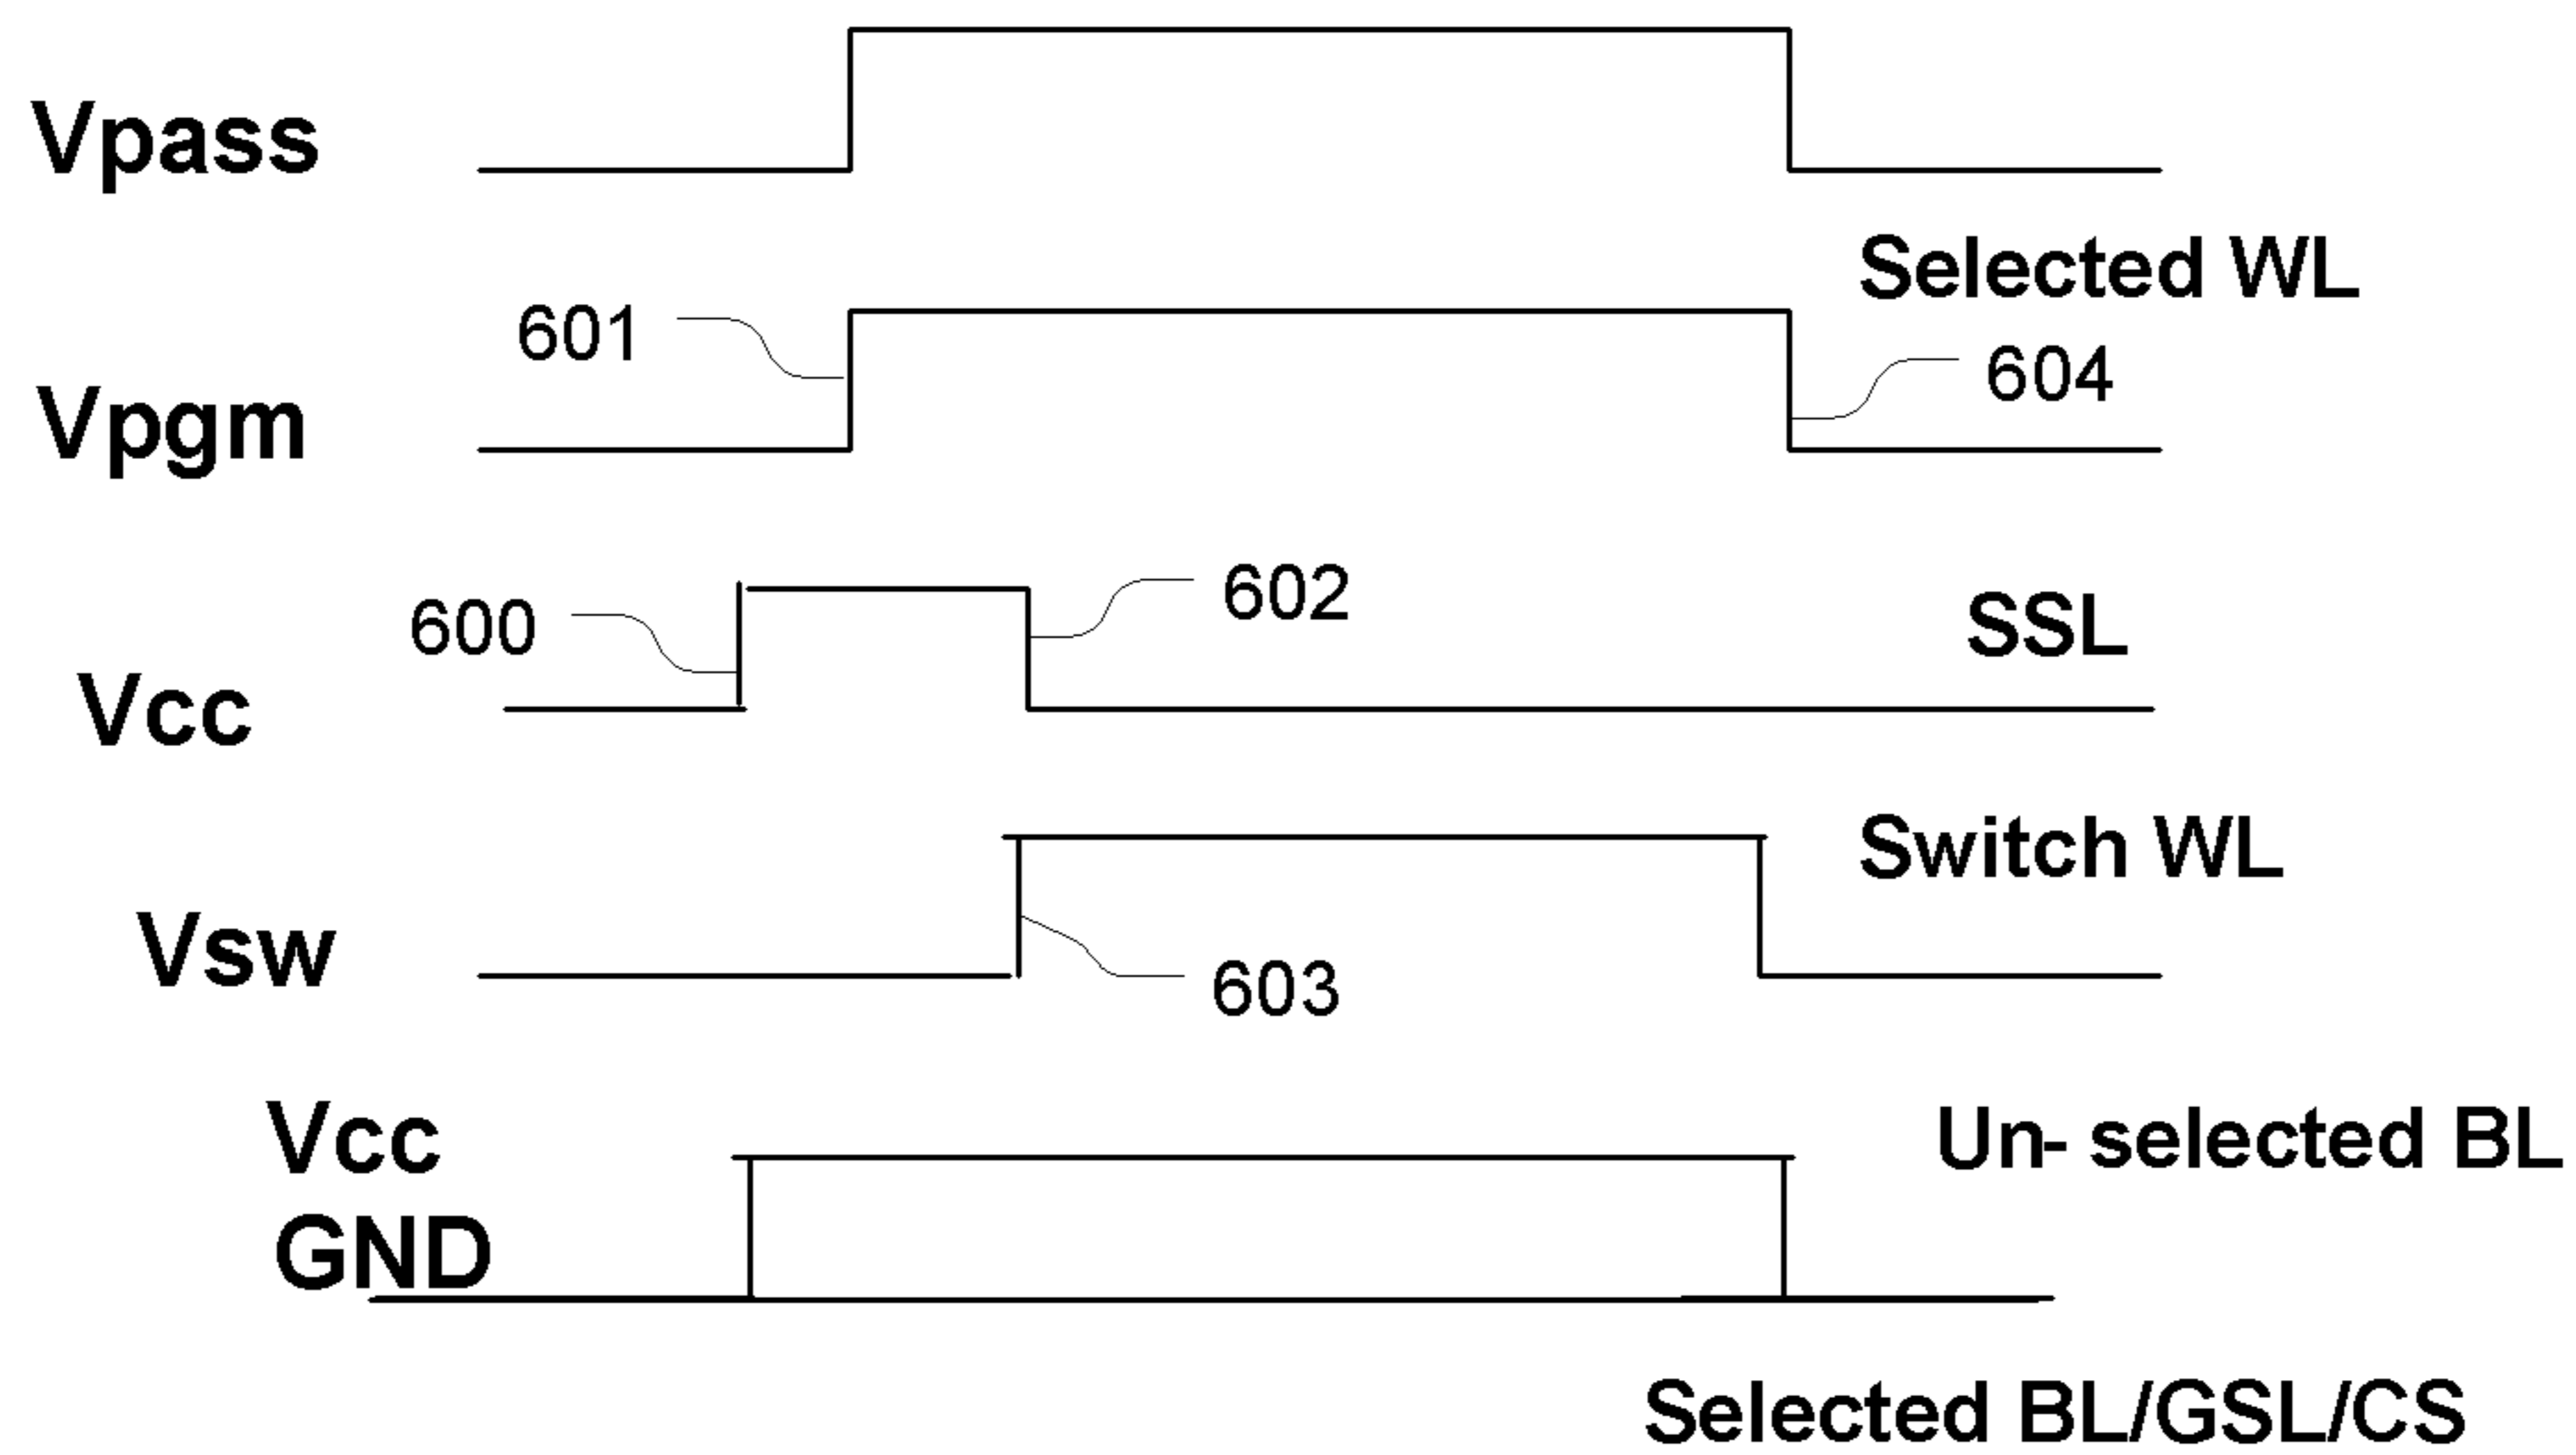 Vpass
Selected WL
601
604
Vpgm
600
602
SSL
Vcc
Switch WL
Vsw
603
Vcc
Un- selected BL
GND
Selected BL/GSL/CS